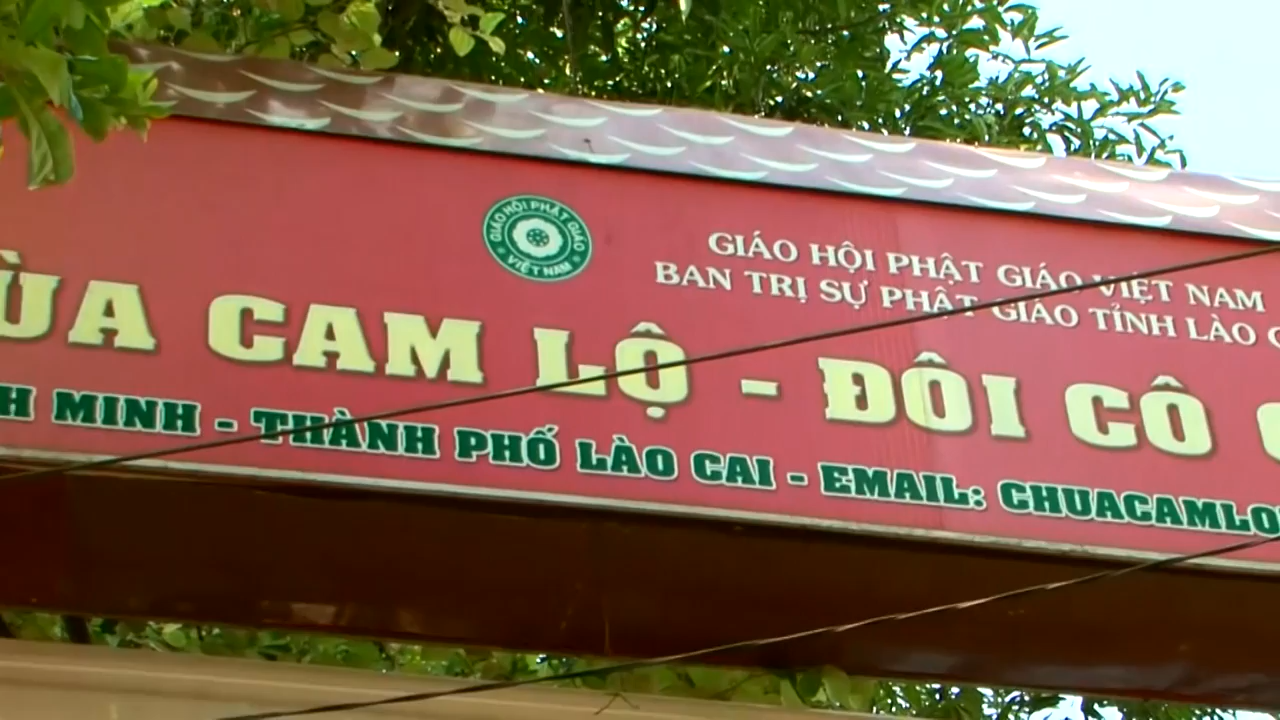 GIÁO HỘI PHẬT GIÁO
VIỆT NAM
GIÁO HỘI PHẬT GIÁO VIỆT NAM
BAN TRỊ SỰ PHẬT GIÁO TỈNH LÀO
ÙA CAM LỘ - ĐÔI CÔ
H MINH - THÀNH PHỐ LÀO CAI - EMAIL: CHUACAMLO